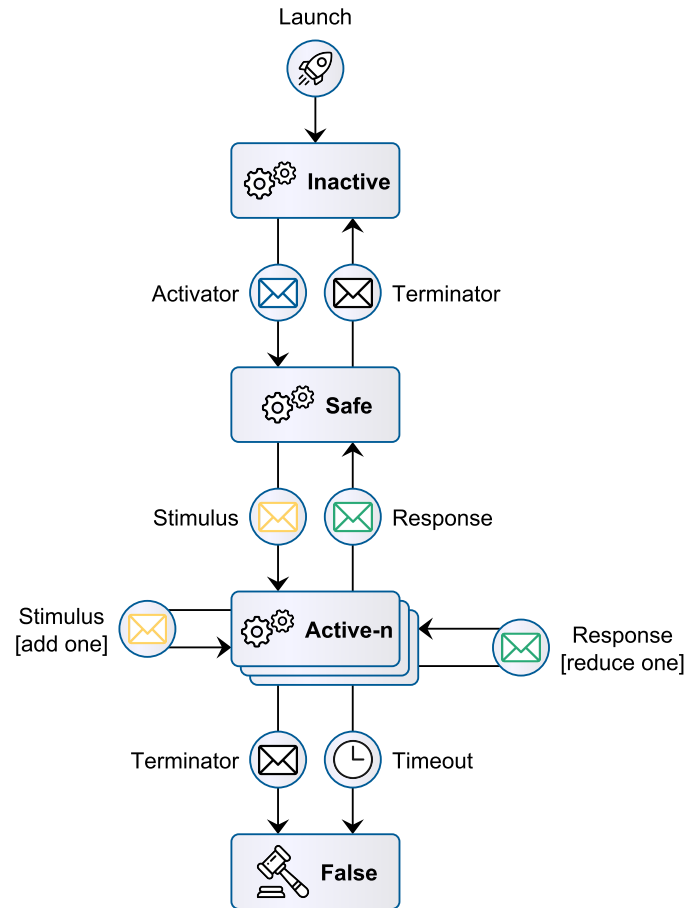 Launch
Inactive
Activator
Terminator
Safe
Stimulus
Response
Stimulus
[add one]
Active-n
Response
[reduce one]
Terminator
Timeout
False